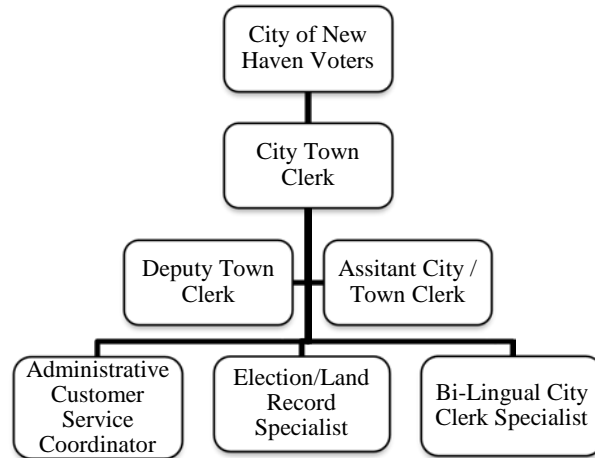 City of New
Haven Voters
City Town
Clerk
Deputy Town
Clerk
Assitant City /
Town Clerk
Administrative
Customer
Service
Coordinator
Election/Land
Record
Specialist
Bi-Lingual City
Clerk Specialist